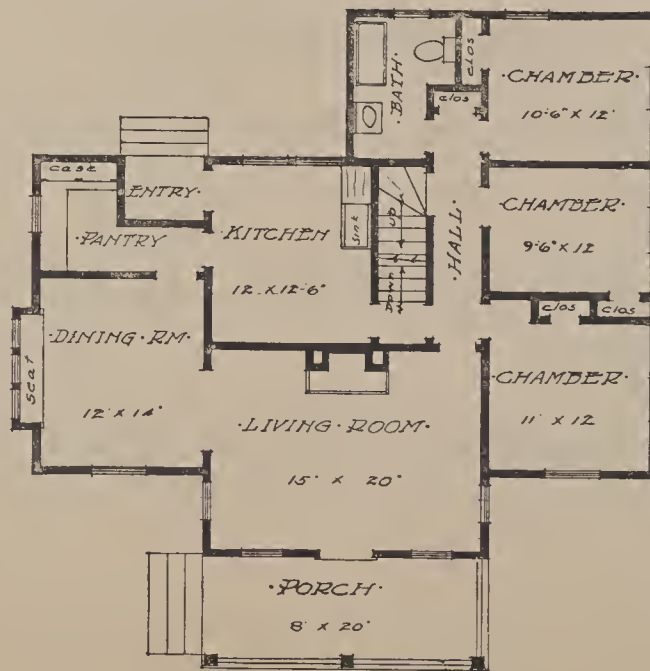 BATH
clos
clos
·CHAMBER·
10'-6" X 12'
case
ENTRY·
·PANTRY
·KITCHEN
12 X 12'-6"
sink
UP
DOWN
·HALL·
·CHAMBER·
9'-6" X 12
clos
clos
·CHAMBER·
11' X 12
·DINING·RM·
12' X 14'
seat
·LIVING·ROOM·
15' X 20'
·PORCH·
8' X 20'